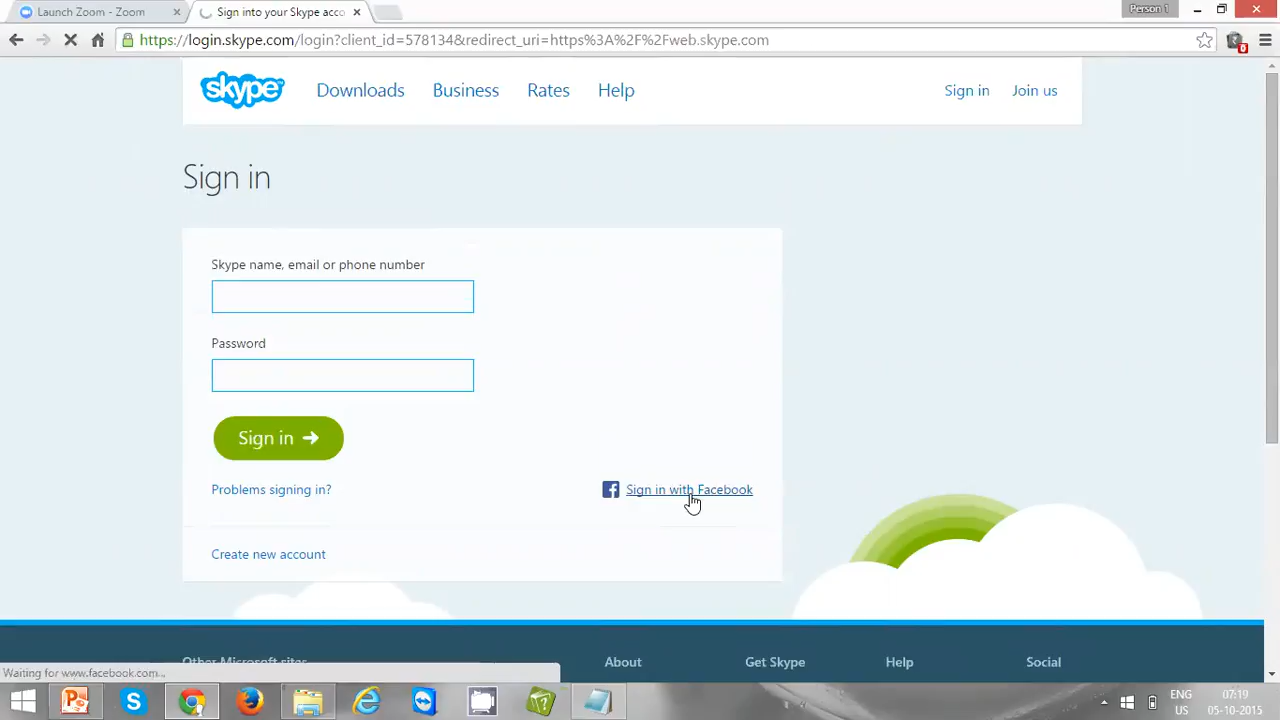 Launch Zoom - Zoom
Sign into your Skype acco
Person 1
https://login.skype.com/login?client_id=578134&redirect_uri=https%3A%2F%2Fweb.skype.com
skype
Downloads
Business
Rates
Help
Sign in
Join us
Sign in
Skype name, email or phone number
Password
Sign in
Problems signing in?
Sign in with Facebook
Create new account
Other Microsoft sites
About
Get Skype
Help
Social
Waiting for www.facebook.com...
ENG
07:19
US
05-10-2015